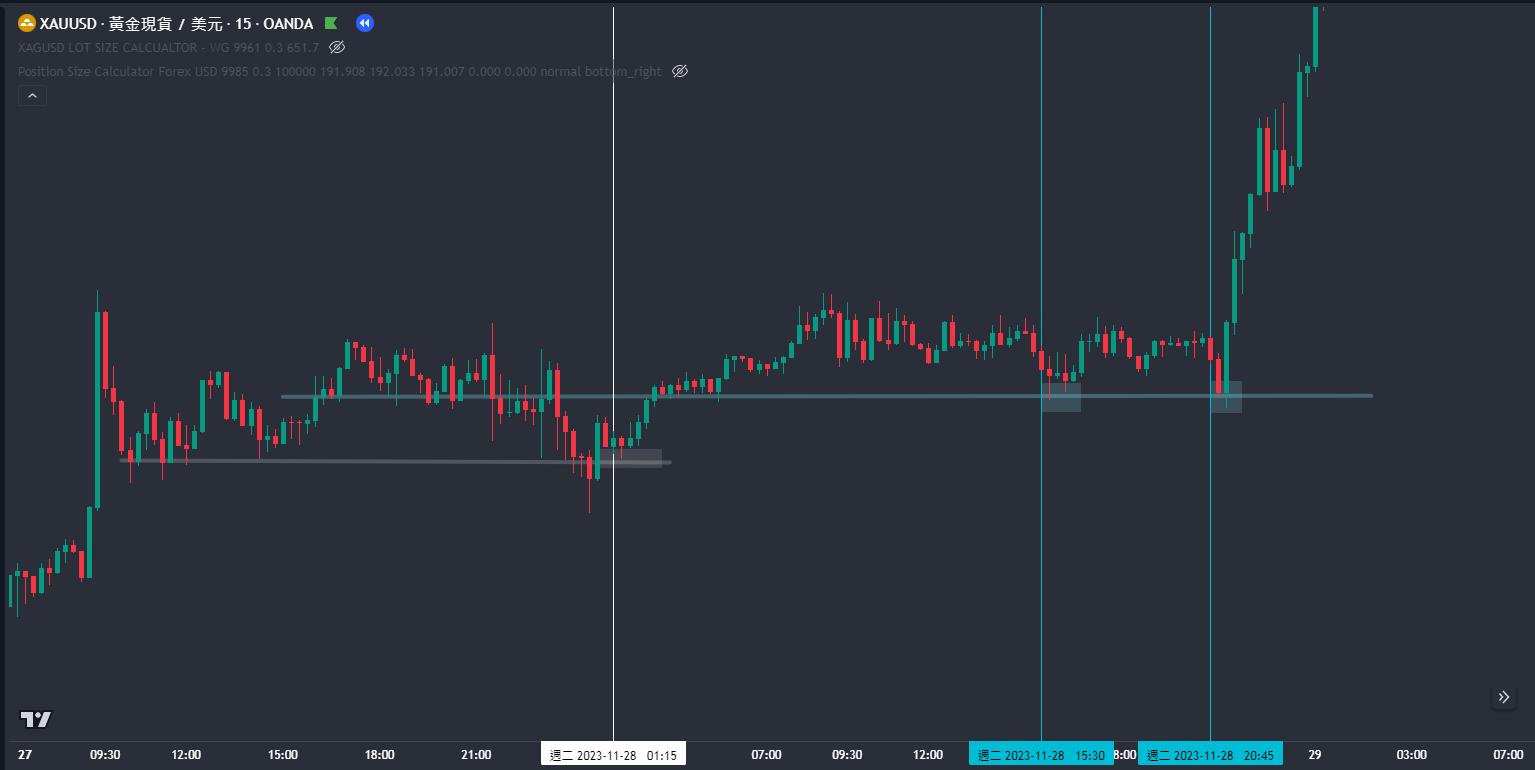 XAUUSD · 黃金現貨 / 美元 · 15 · OANDA
XAGUSD LOT SIZE CALCUALTOR - WG 9961 0.3 651.7
Position Size Calculator Forex USD 9985 0.3 100000 191.908 192.033 191.007 0.000 0.000 normal bottom_right
27 09:30 12:00 15:00 18:00 21:00 週二 2023-11-28 01:15 07:00 09:30 12:00 週二 2023-11-28 15:30 8:00 週二 2023-11-28 20:45 29 03:00 07:00